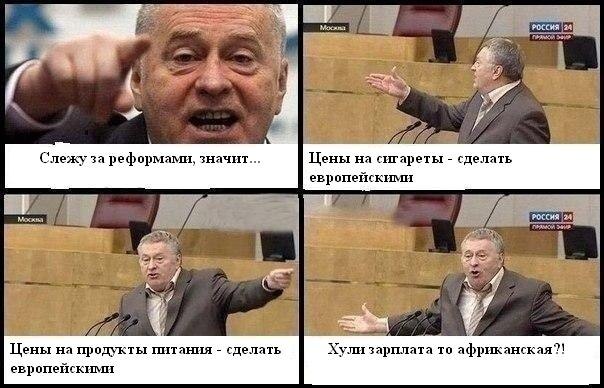 Слежу за реформами, значит...
Москва
РОССИЯ 24
ПРЯМОЙ ЭФИР
Цены на сигареты - сделать
европейскими
Москва
Цены на продукты питания - сделать
европейскими
РОССИЯ 24
ПРЯМОЙ ЭФИР
Хули зарплата то африканская?!